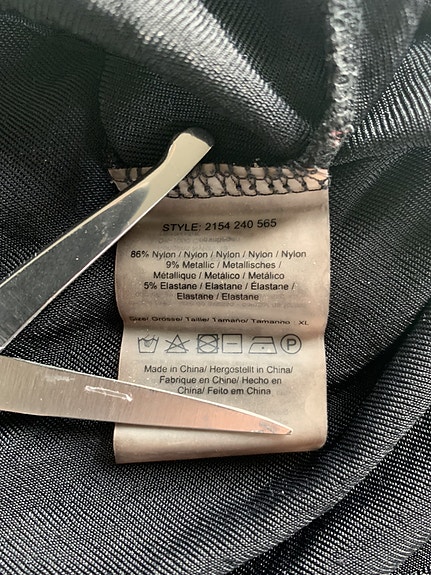 STYLE: 2154 240 565
86% Nylon / Nylon / Nylon / Nylon / Nylon
9% Metallic / Metallisches /
Métallique / Metálico / Metálico
5% Elastane / Elastane / Élastane /
Elastane / Elastane
Size/ Grösse/ Taille/ Tamaño/ Tamanno : XL
P
Made in China/ Hergestellt in China/
Fabrique en Chine/ Hecho en
China/ Feito em China